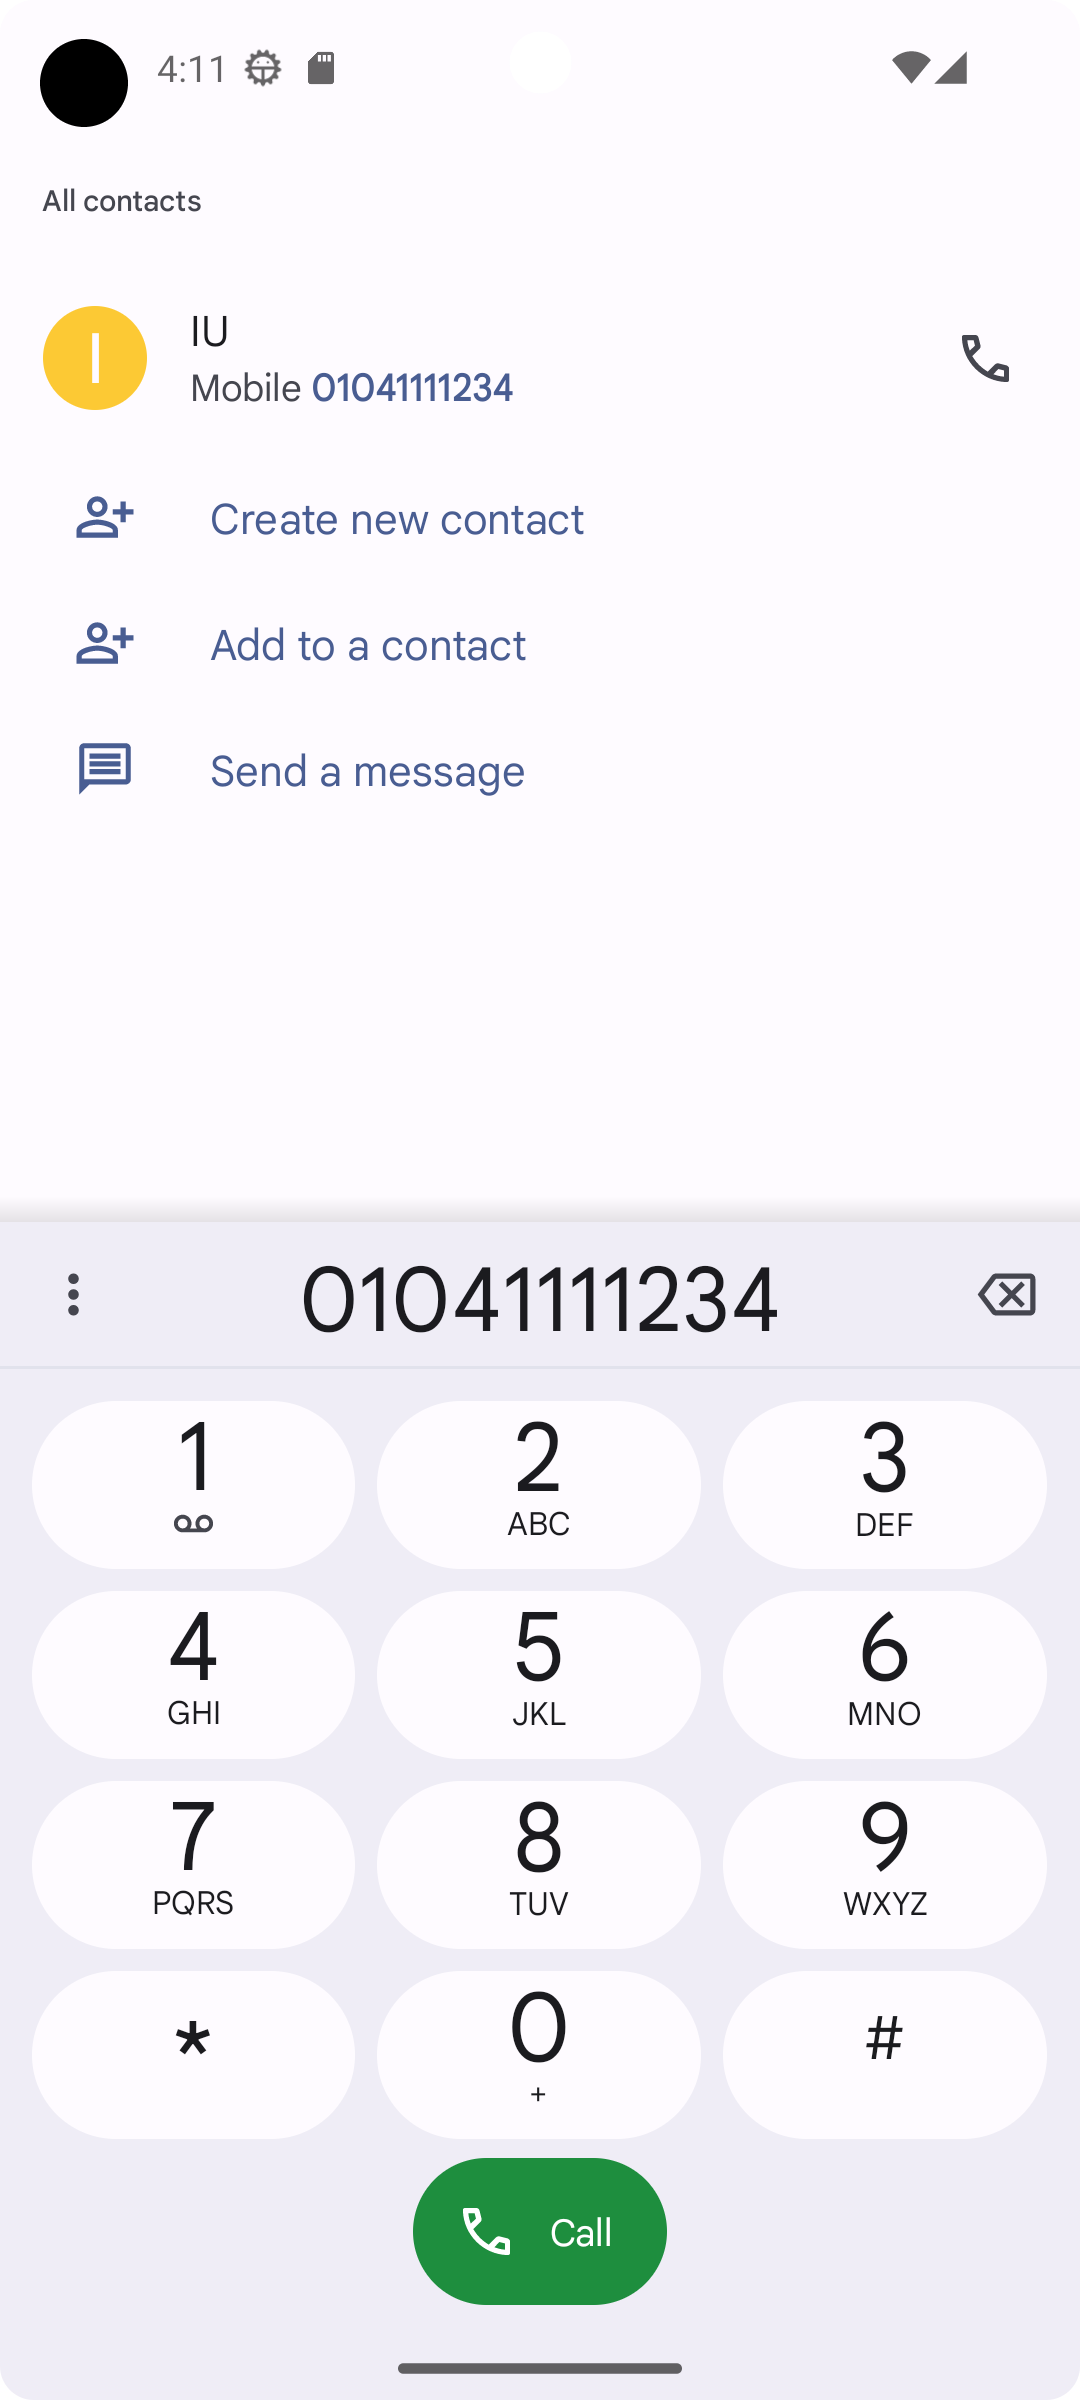 4:11
All contacts
I
IU
Mobile 01041111234
Create new contact
Add to a contact
Send a message
01041111234
1
2
ABC
3
DEF
4
GHI
5
JKL
6
MNO
7
PQRS
8
TUV
9
WXYZ
*
0
+
#
Call